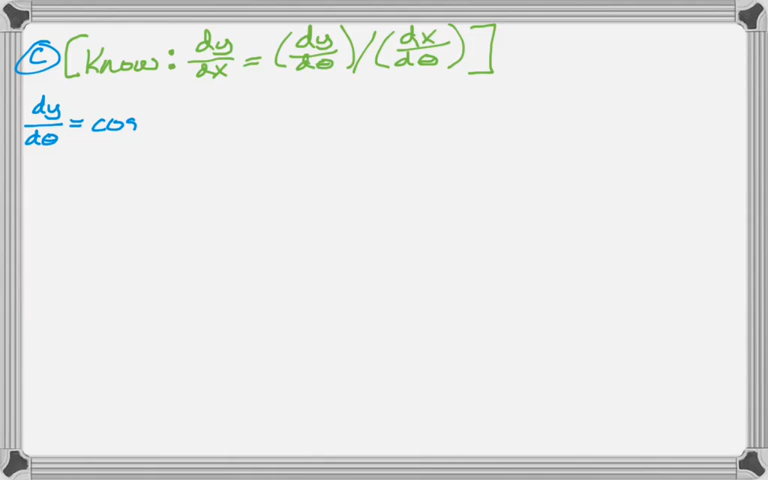 Ⓒ [Know: dy/dx = (dy/dθ)/(dx/dθ)]
dy/dθ = cos